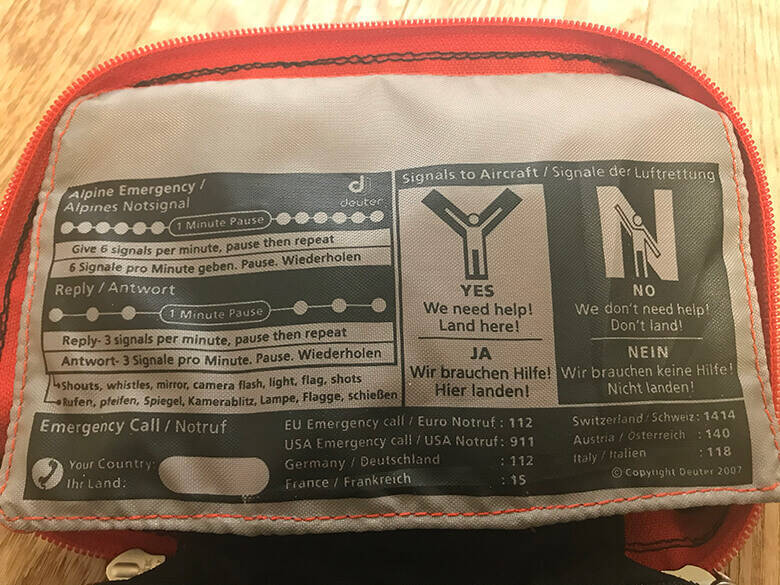 Alpine Emergency /
Alpines Notsignal
deuter
1 Minute Pause
Give 6 signals per minute, pause then repeat
6 Signale pro Minute geben. Pause. Wiederholen
Reply / Antwort
1 Minute Pause
Reply- 3 signals per minute, pause then repeat
Antwort- 3 Signale pro Minute. Pause. Wiederholen
Shouts, whistles, mirror, camera flash, light, flag, shots
Rufen, pfeifen, Spiegel, Kamerablitz, Lampe, Flagge, schießen
Signals to Aircraft / Signale der Luftrettung
Y
YES
We need help!
Land here!
JA
Wir brauchen Hilfe!
Hier landen!
N
NO
We don't need help!
Don't land!
NEIN
Wir brauchen keine Hilfe!
Nicht landen!
Emergency Call / Notruf
Your Country:
Ihr Land:
EU Emergency call / Euro Notruf : 112
USA Emergency call / USA Notruf : 911
Germany / Deutschland : 112
France / Frankreich : 15
Switzerland / Schweiz : 1414
Austria / Österreich : 140
Italy / Italien : 118
© Copyright Deuter 2007